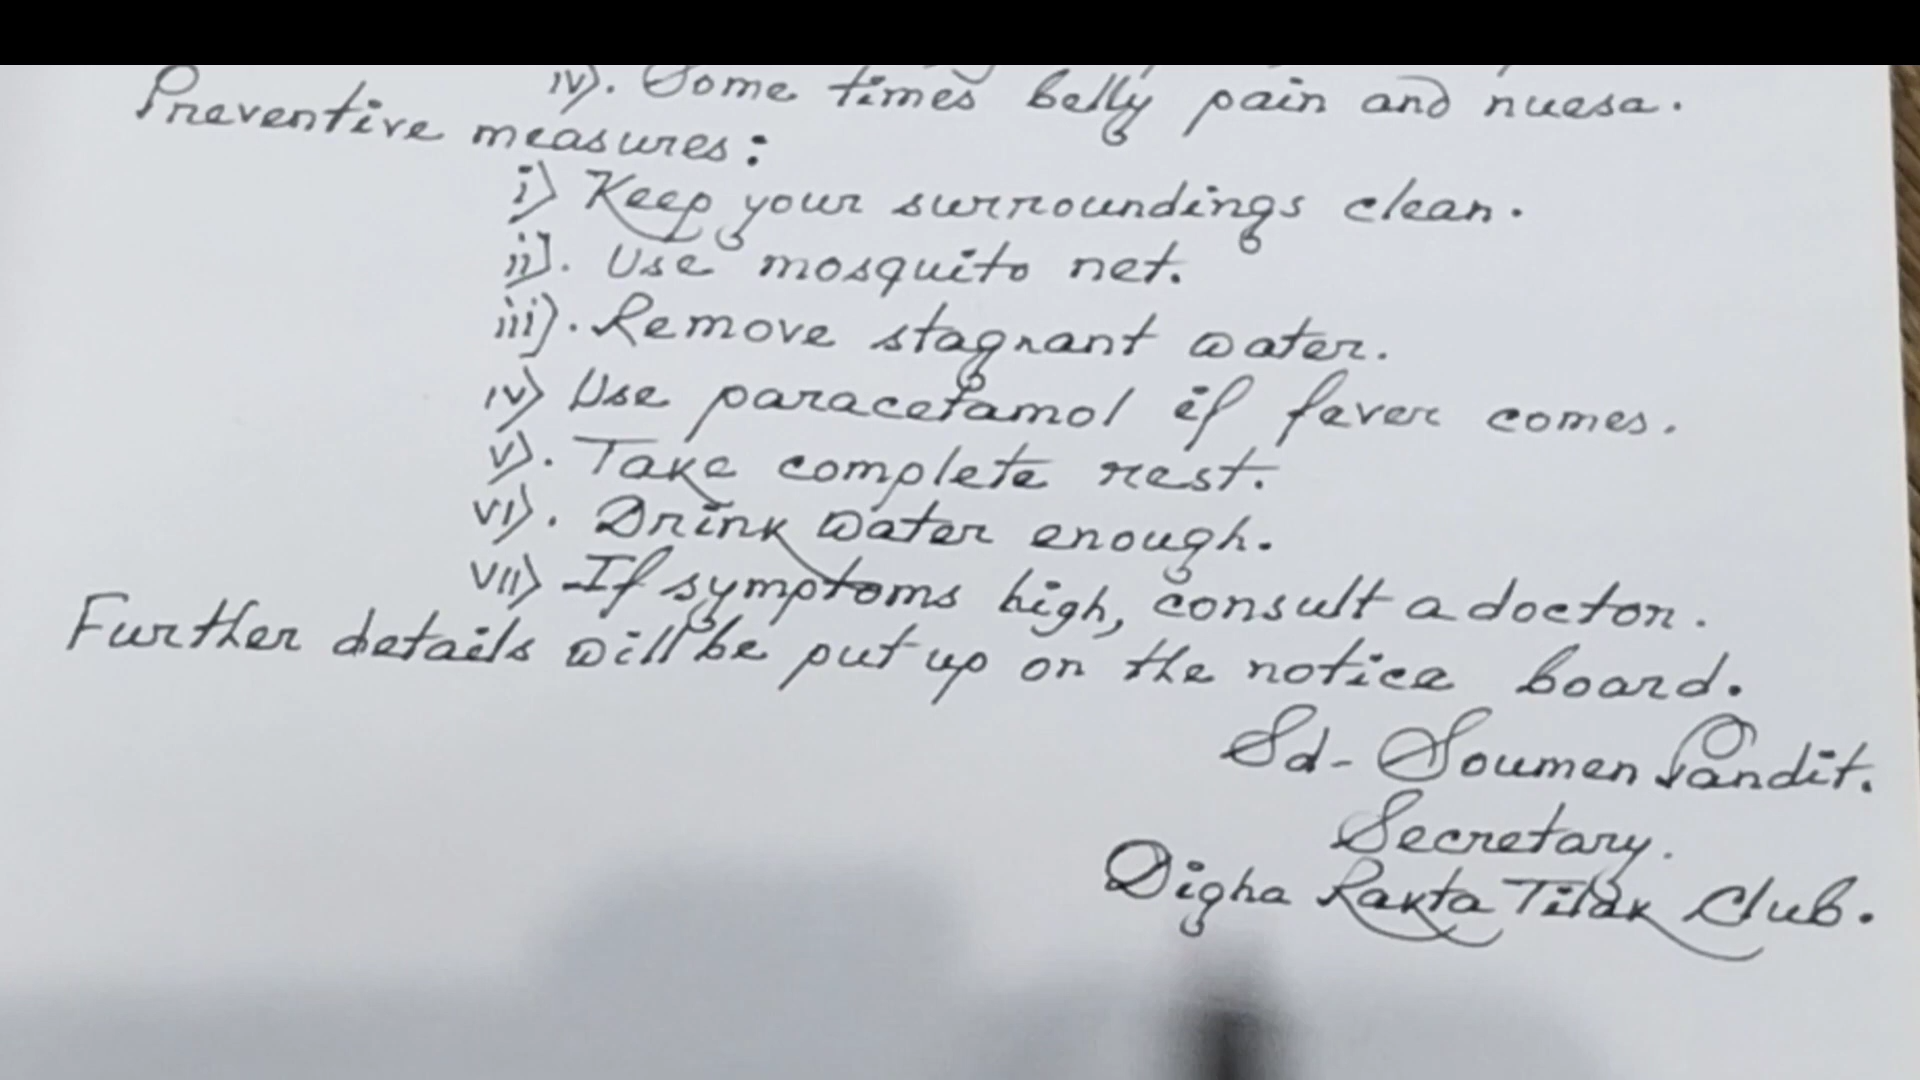 iv). Some times belly pain and nuesa.
Preventive measures:
i) Keep your surroundings clean.
ii). Use mosquito net.
iii). Remove stagnant water.
iv) Use paracetamol if fever comes.
v). Take complete rest.
vi). Drink water enough.
vii) If symptoms high, consult a doctor.
Further details will be put up on the notice board.
Sd- Soumen Pandit.
Secretary.
Digha Rakta Tilak Club.